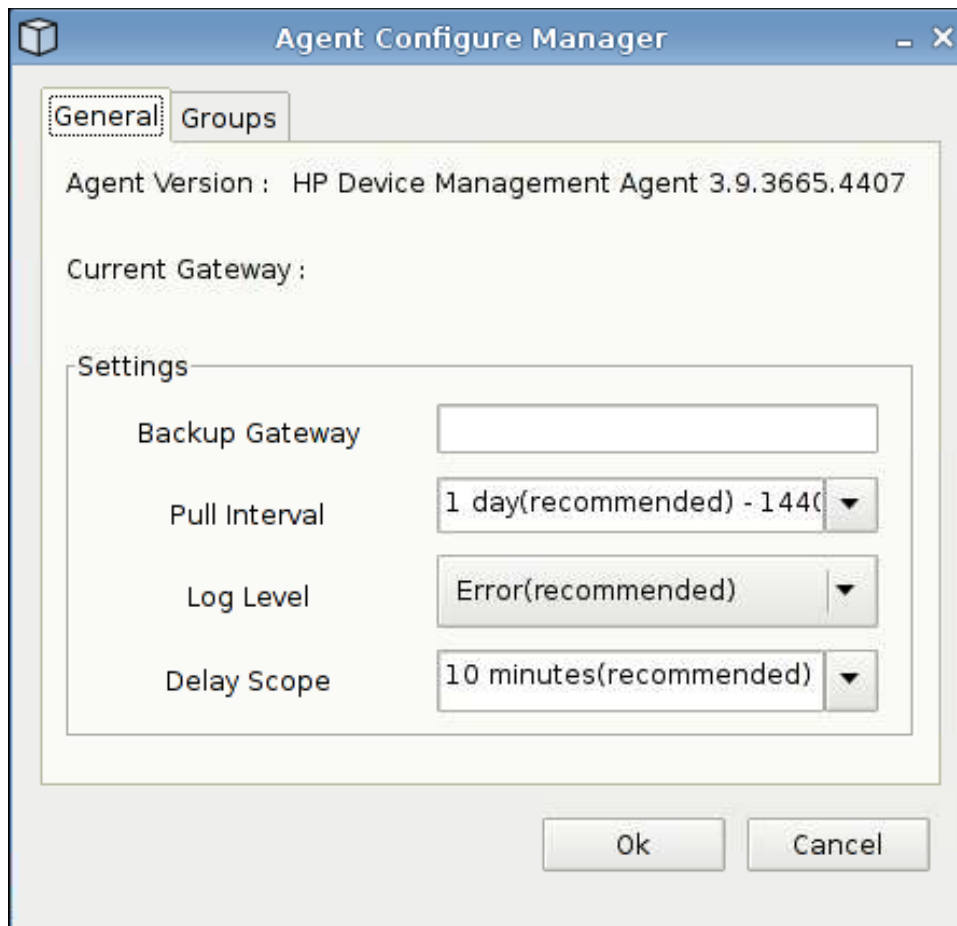 Agent Configure Manager
General Groups
Agent Version : HP Device Management Agent 3.9.3665.4407
Current Gateway :
Settings
Backup Gateway
Pull Interval 1 day(recommended) - 144
Log Level Error(recommended)
Delay Scope 10 minutes(recommended)
Ok Cancel